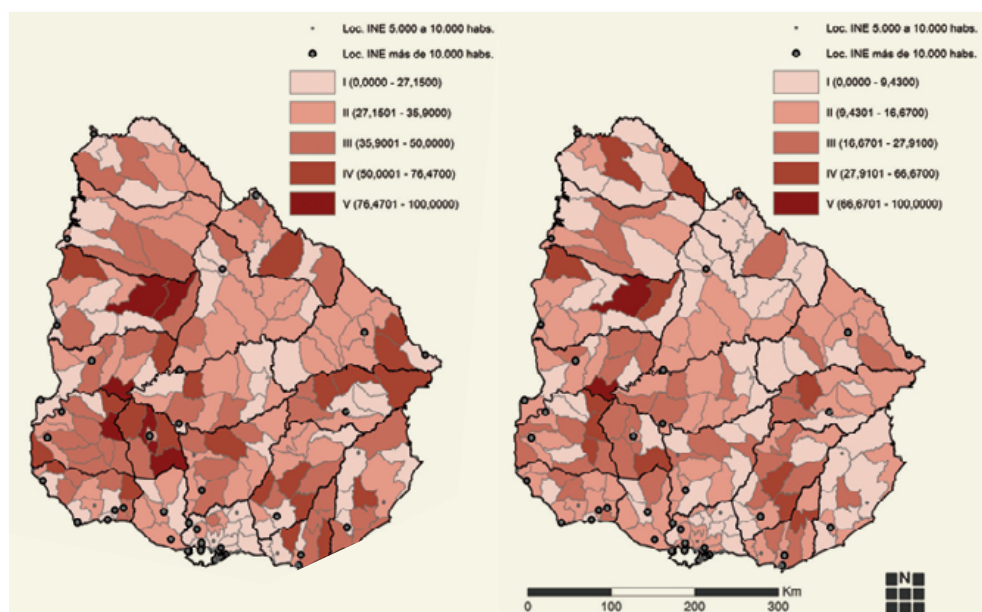 Loc. INE 5.000 a 10.000 habs.
Loc. INE más de 10.000 habs.
I (0,0000 - 27,1500)
II (27,1501 - 35,9000)
III (35,9001 - 50,0000)
IV (50,0001 - 76,4700)
V (76,4701 - 100,0000)
Loc. INE 5.000 a 10.000 habs.
Loc. INE más de 10.000 habs.
I (0,0000 - 9,4300)
II (9,4301 - 16,6700)
III (16,6701 - 27,9100)
IV (27,9101 - 66,6700)
V (66,6701 - 100,0000)
Km
0 100 200 300
N